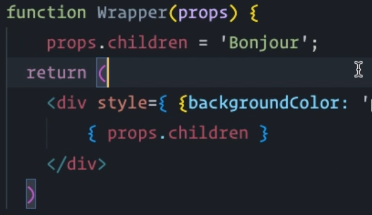 function Wrapper(props) {
props.children = 'Bonjour';
return (
<div style={ {backgroundColor: '
{ props.children }
</div>
)